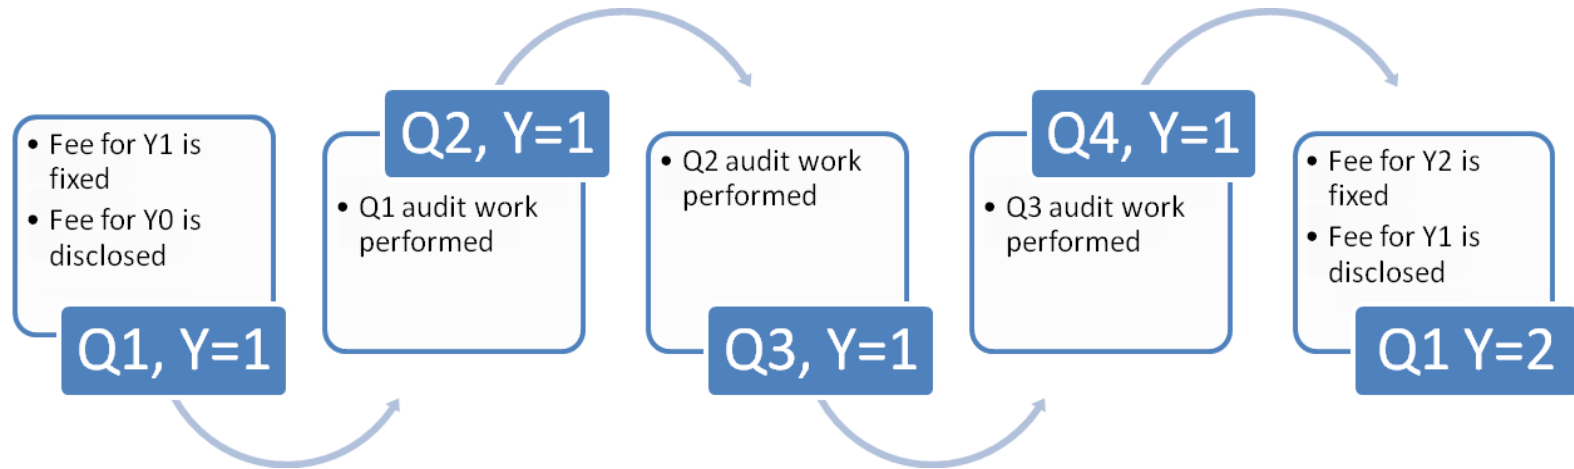 • Fee for Y1 is
fixed
• Fee for Y0 is
disclosed
Q1, Y=1
Q2, Y=1
• Q1 audit work
performed
• Q2 audit work
performed
Q3, Y=1
Q4, Y=1
• Q3 audit work
performed
• Fee for Y2 is
fixed
• Fee for Y1 is
disclosed
Q1 Y=2